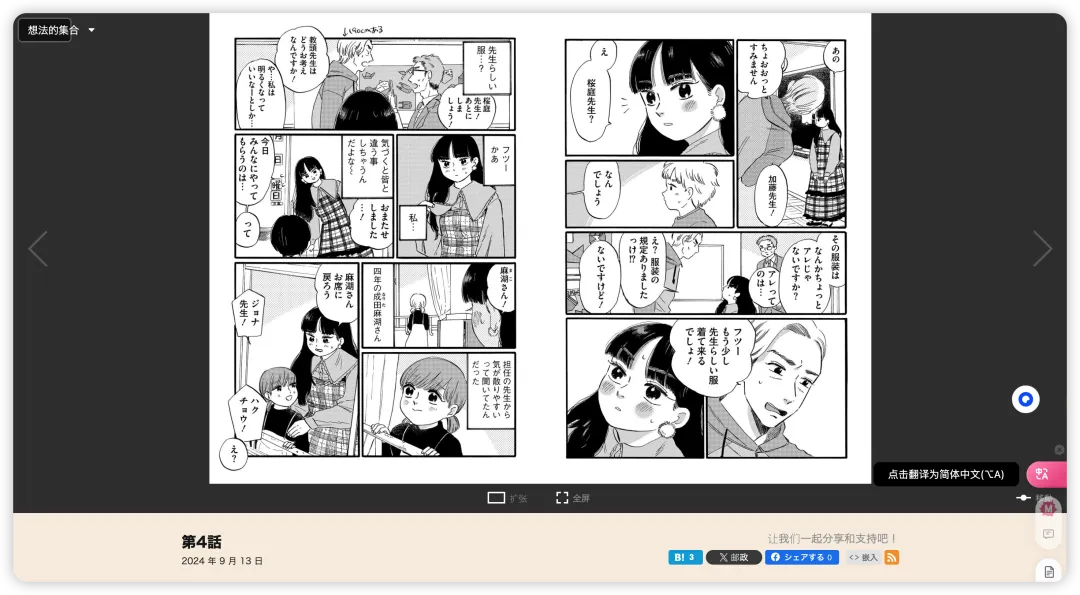 想法的集合
あの
ちょおおっと
すみません
加藤先生!
え
桜庭先生?
なん
でしょう
その服装は
なんかちょっと
アレじゃ
ないですか?
アレって
のは…
え?服装の
規定ありました
っけ!?
ないですけど!
フツー
もう少し
先生らしい服
着て来る
でしょ!
↓190cmある
先生らしい
服…?
桜庭
先生!
あとに
しま
しょう!
教頭先生は
どうお考え
なんですか!
や…私は
明るくなって
いいなーとしか…
フツー
かあ
私…
気づくと皆と
違う事
しちゃうん
だよな〜
おまたせ
しました
…!
今日
みんなにやって
もらうのは…
って
曜日
麻湖さん!
四年の成田麻湖さん
担任の先生から
気が散りやすい
って聞いてたん
だった
麻湖さん
お席に
戻ろう
ジョナ
先生!
ハク
チョウ!
え?
点击翻译为简体中文(⌥A)
扩张
全屏
第4話
2024 年 9 月 13 日
让我们一起分享和支持吧!
B! 3
邮政
シェアする 0
<> 嵌入